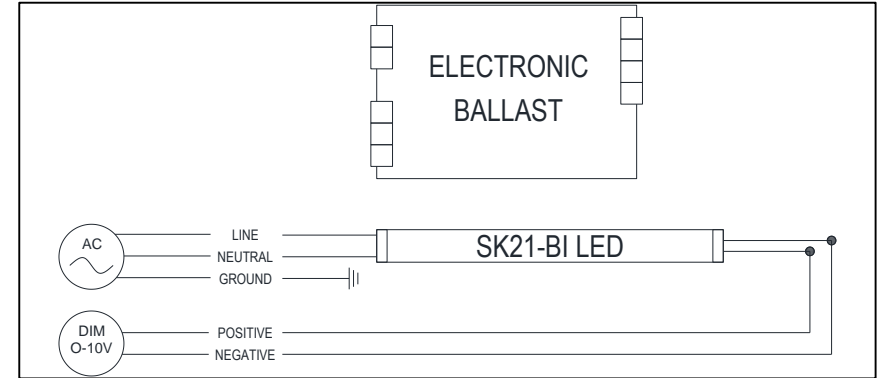 ELECTRONIC
BALLAST
AC
LINE
NEUTRAL
GROUND
SK21-BI LED
DIM
O-10V
POSITIVE
NEGATIVE